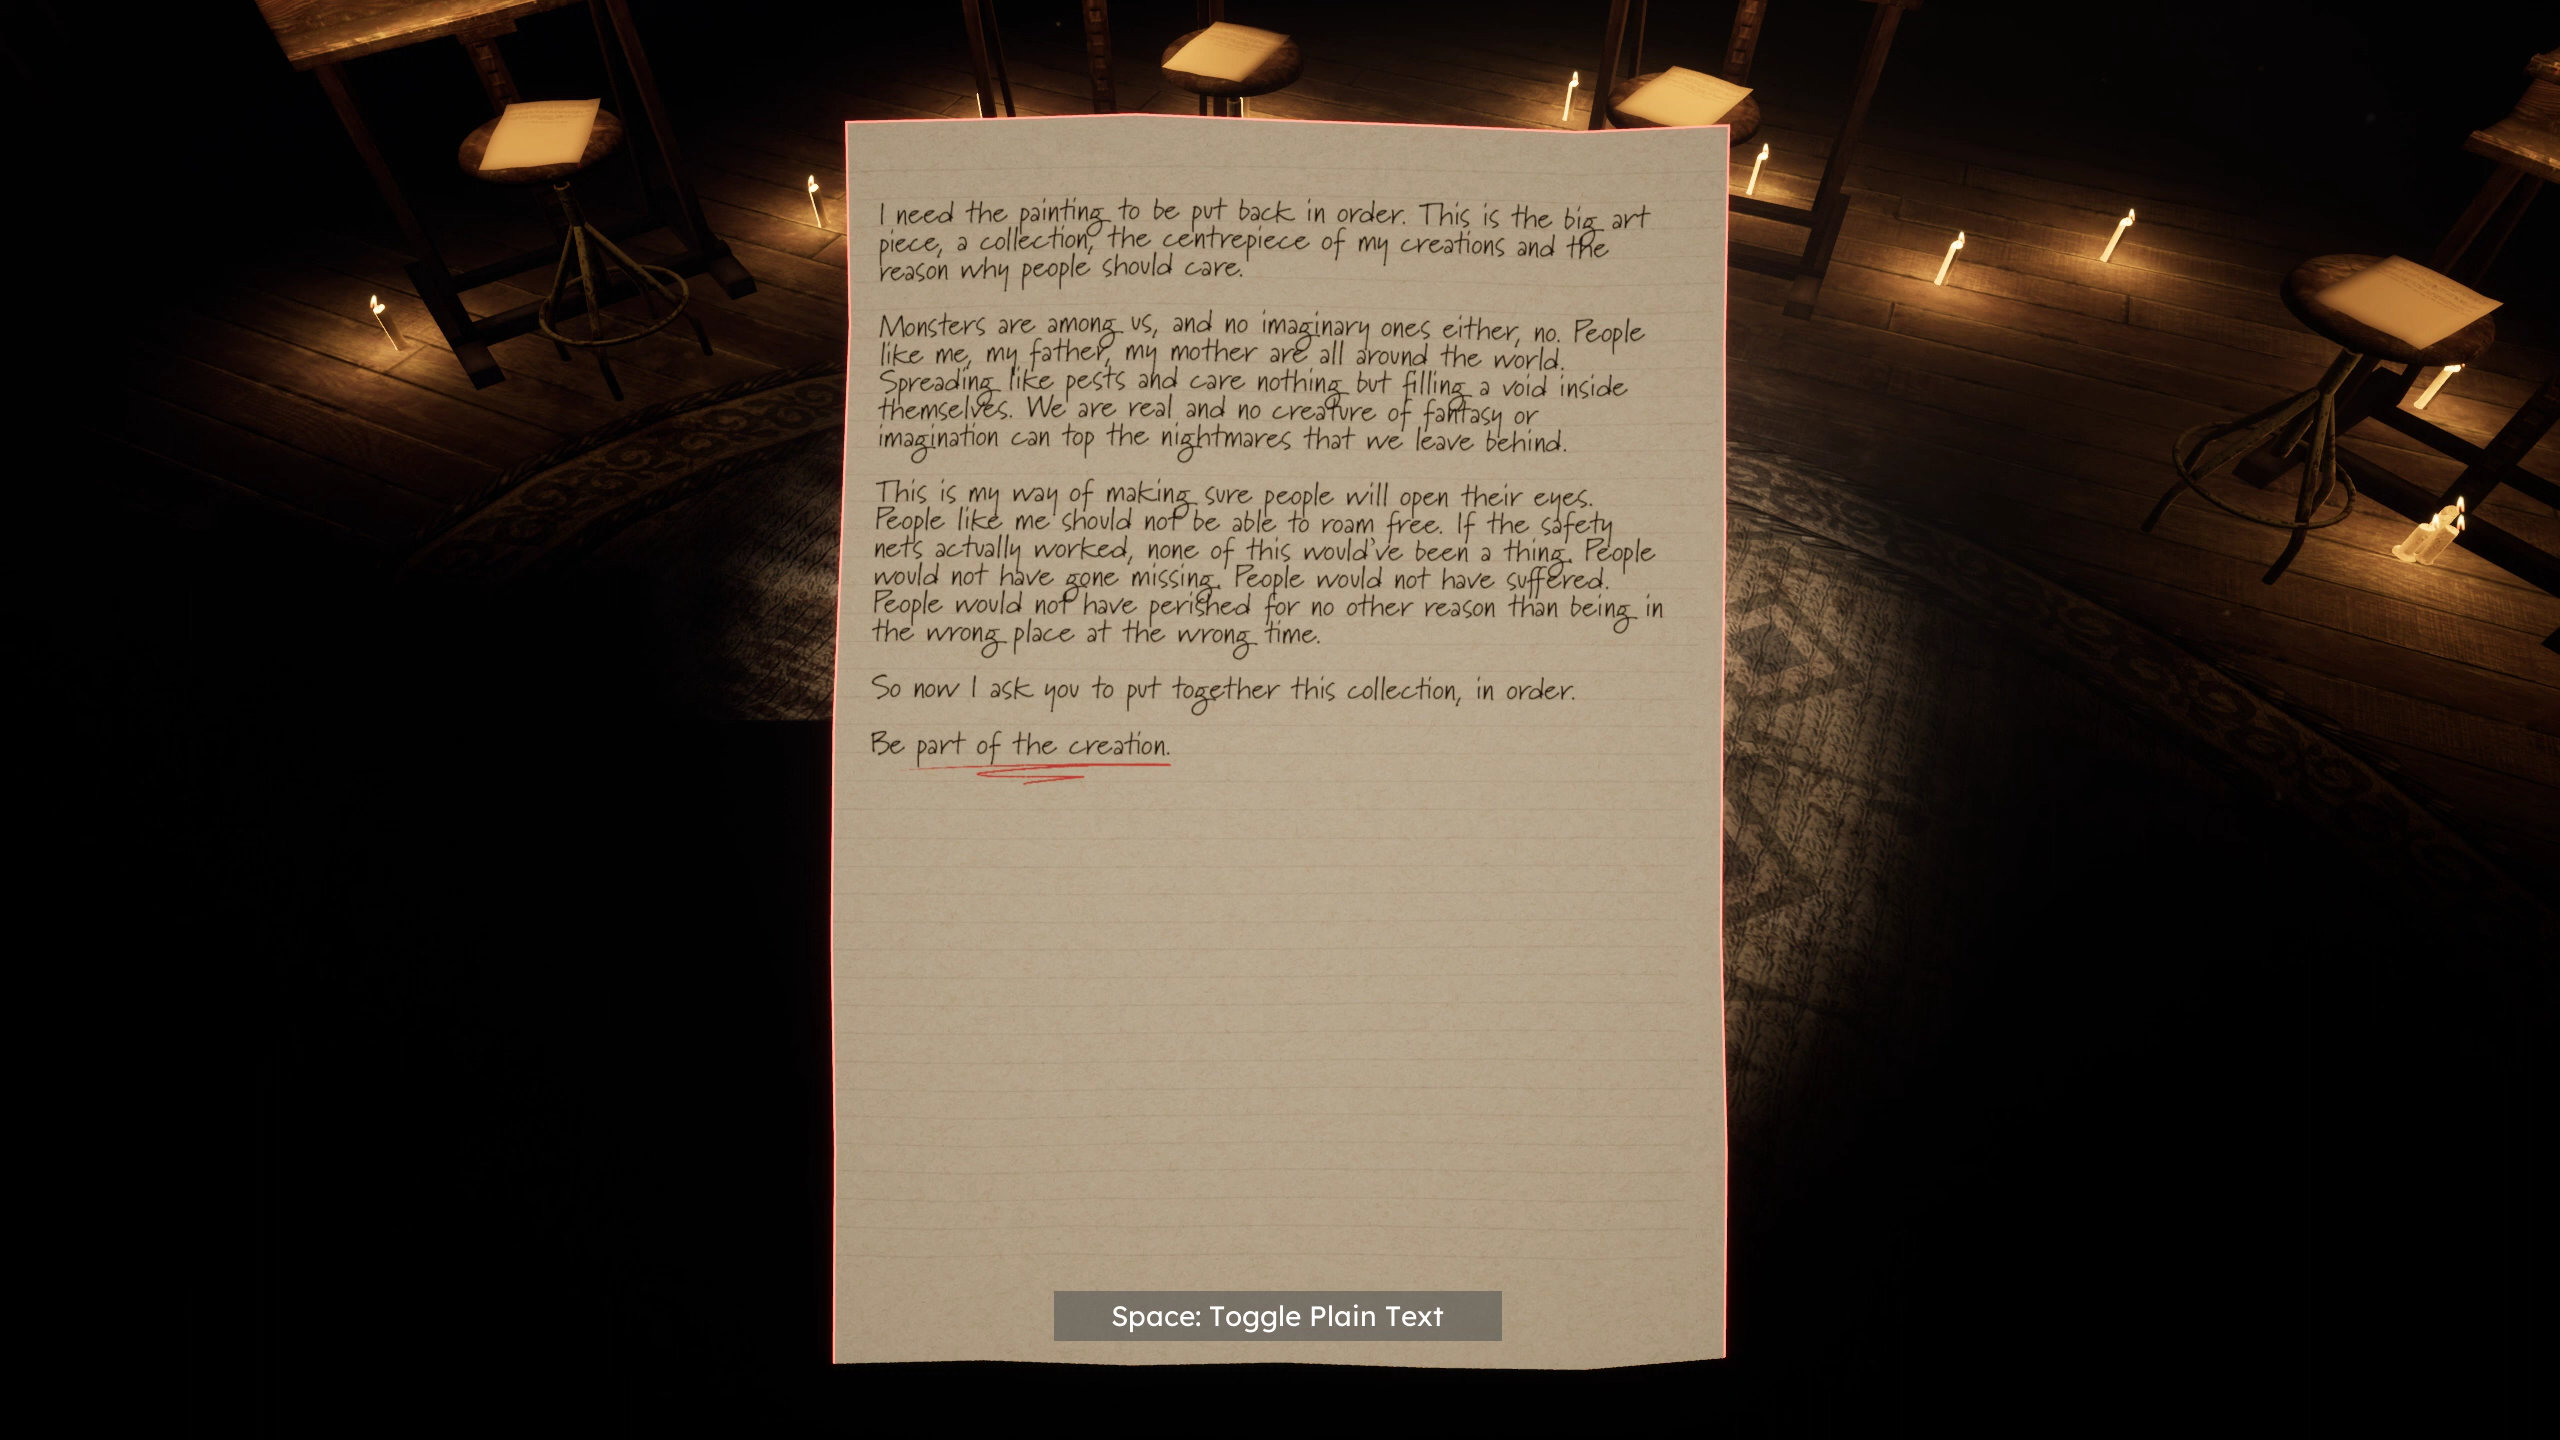 I need the painting to be put back in order. This is the big art
piece, a collection, the centrepiece of my creations and the
reason why people should care.
Monsters are among us, and no imaginary ones either, no. People
like me, my father, my mother are all around the world.
Spreading like pests and care nothing but filling a void inside
themselves. We are real and no creature of fantasy or
imagination can top the nightmares that we leave behind.
This is my way of making sure people will open their eyes.
People like me should not be able to roam free. If the safety
nets actually worked, none of this would've been a thing. People
would not have gone missing. People would not have suffered.
People would not have perished for no other reason than being in
the wrong place at the wrong time.
So now I ask you to put together this collection, in order.
Be part of the creation.
Space: Toggle Plain Text